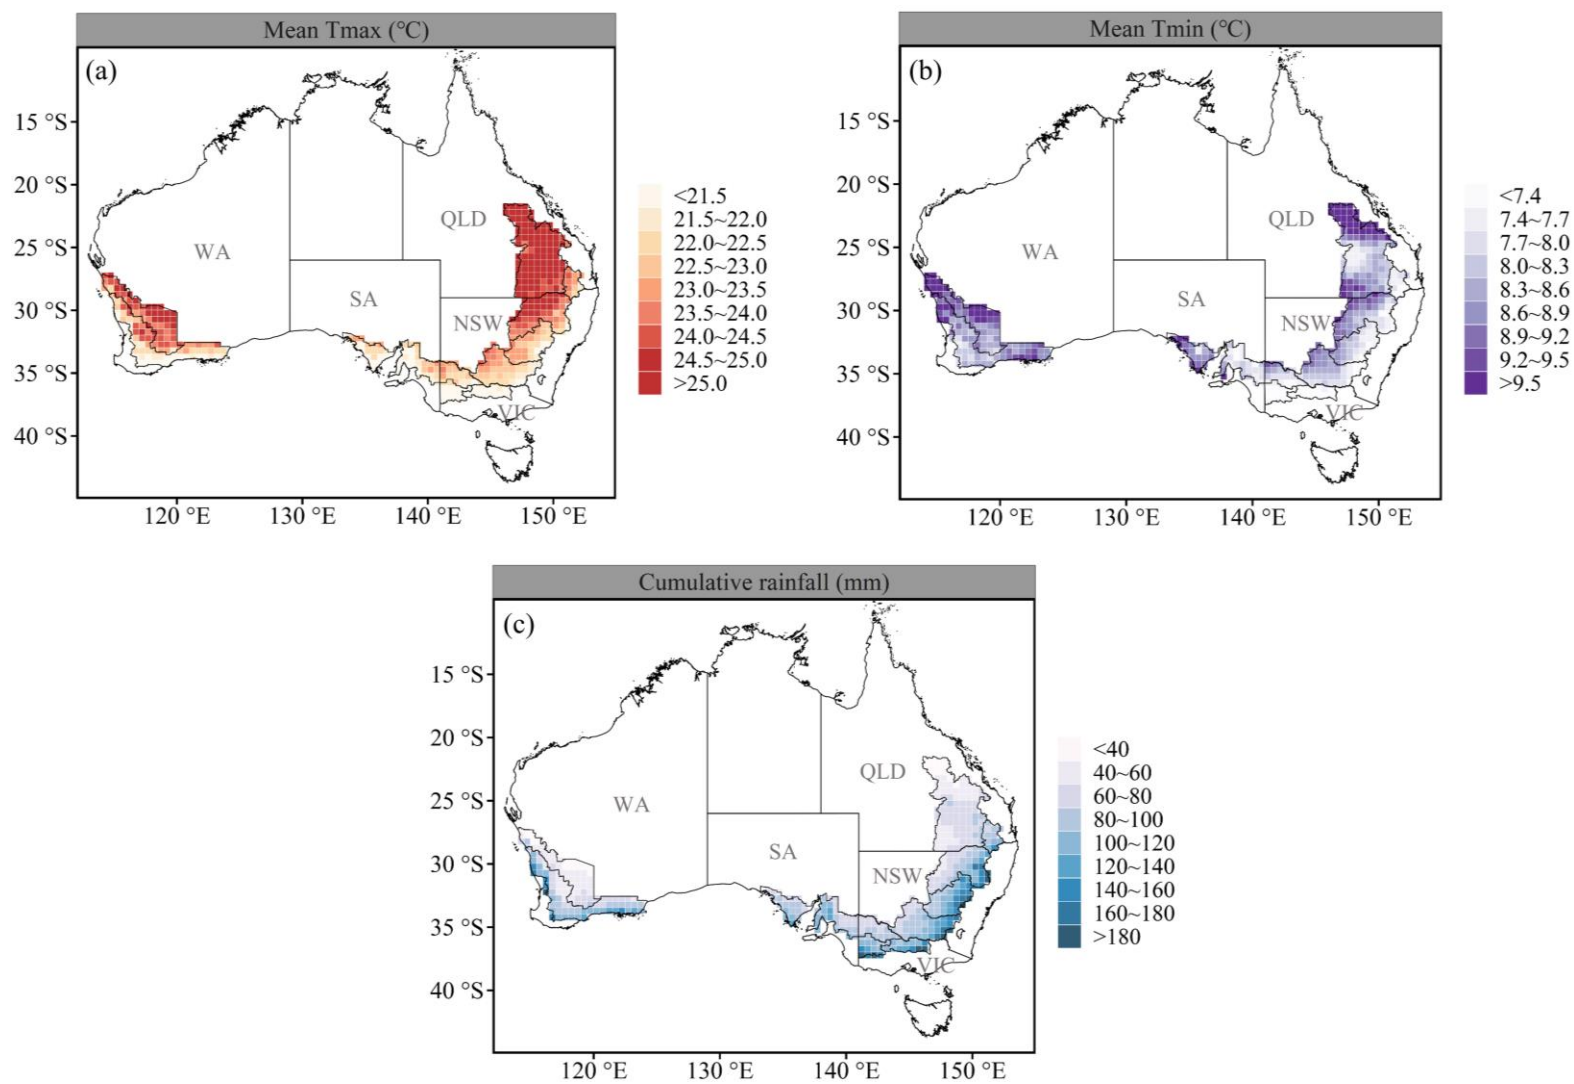 Mean Tmax (°C)
(a)
15 °S
20 °S
25 °S
30 °S
35 °S
40 °S
120 °E
130 °E
140 °E
150 °E
WA
SA
QLD
NSW
VIC
<21.5
21.5~22.0
22.0~22.5
22.5~23.0
23.0~23.5
23.5~24.0
24.0~24.5
24.5~25.0
>25.0
Mean Tmin (°C)
(b)
15 °S
20 °S
25 °S
30 °S
35 °S
40 °S
120 °E
130 °E
140 °E
150 °E
WA
SA
QLD
NSW
VIC
<7.4
7.4~7.7
7.7~8.0
8.0~8.3
8.3~8.6
8.6~8.9
8.9~9.2
9.2~9.5
>9.5
Cumulative rainfall (mm)
(c)
15 °S
20 °S
25 °S
30 °S
35 °S
40 °S
120 °E
130 °E
140 °E
150 °E
WA
SA
QLD
NSW
VIC
<40
40~60
60~80
80~100
100~120
120~140
140~160
160~180
>180